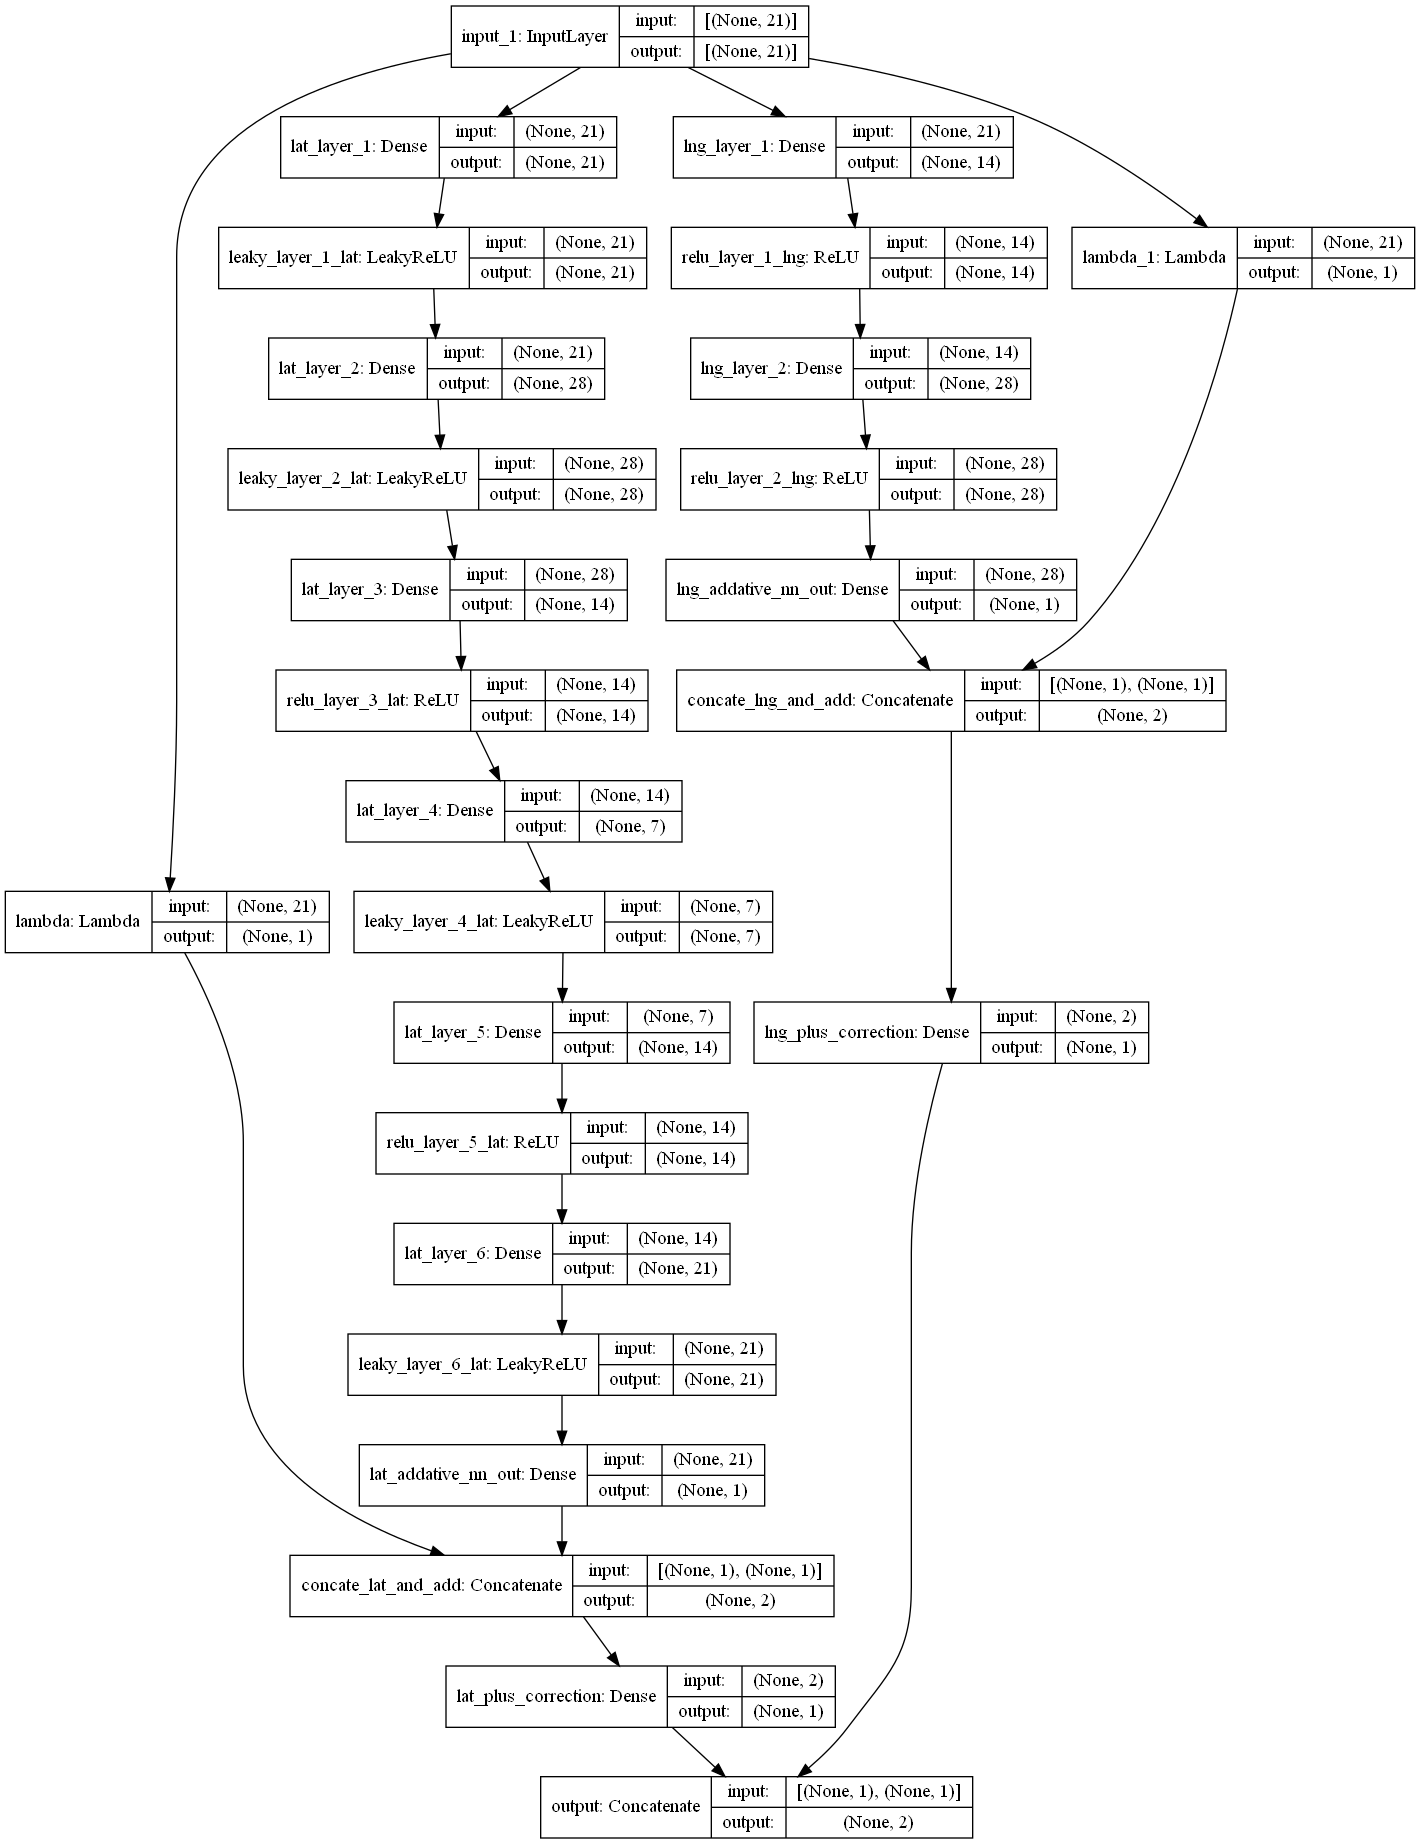 input_1: InputLayer
input: [(None, 21)]
output: [(None, 21)]
lat_layer_1: Dense
input: (None, 21)
output: (None, 21)
lng_layer_1: Dense
input: (None, 21)
output: (None, 14)
leaky_layer_1_lat: LeakyReLU
input: (None, 21)
output: (None, 21)
relu_layer_1_lng: ReLU
input: (None, 14)
output: (None, 14)
lambda_1: Lambda
input: (None, 21)
output: (None, 1)
lat_layer_2: Dense
input: (None, 21)
output: (None, 28)
lng_layer_2: Dense
input: (None, 14)
output: (None, 28)
leaky_layer_2_lat: LeakyReLU
input: (None, 28)
output: (None, 28)
relu_layer_2_lng: ReLU
input: (None, 28)
output: (None, 28)
lat_layer_3: Dense
input: (None, 28)
output: (None, 14)
lng_addative_nn_out: Dense
input: (None, 28)
output: (None, 1)
relu_layer_3_lat: ReLU
input: (None, 14)
output: (None, 14)
concate_lng_and_add: Concatenate
input: [(None, 1), (None, 1)]
output: (None, 2)
lat_layer_4: Dense
input: (None, 14)
output: (None, 7)
lambda: Lambda
input: (None, 21)
output: (None, 1)
leaky_layer_4_lat: LeakyReLU
input: (None, 7)
output: (None, 7)
lat_layer_5: Dense
input: (None, 7)
output: (None, 14)
lng_plus_correction: Dense
input: (None, 2)
output: (None, 1)
relu_layer_5_lat: ReLU
input: (None, 14)
output: (None, 14)
lat_layer_6: Dense
input: (None, 14)
output: (None, 21)
leaky_layer_6_lat: LeakyReLU
input: (None, 21)
output: (None, 21)
lat_addative_nn_out: Dense
input: (None, 21)
output: (None, 1)
concate_lat_and_add: Concatenate
input: [(None, 1), (None, 1)]
output: (None, 2)
lat_plus_correction: Dense
input: (None, 2)
output: (None, 1)
output: Concatenate
input: [(None, 1), (None, 1)]
output: (None, 2)